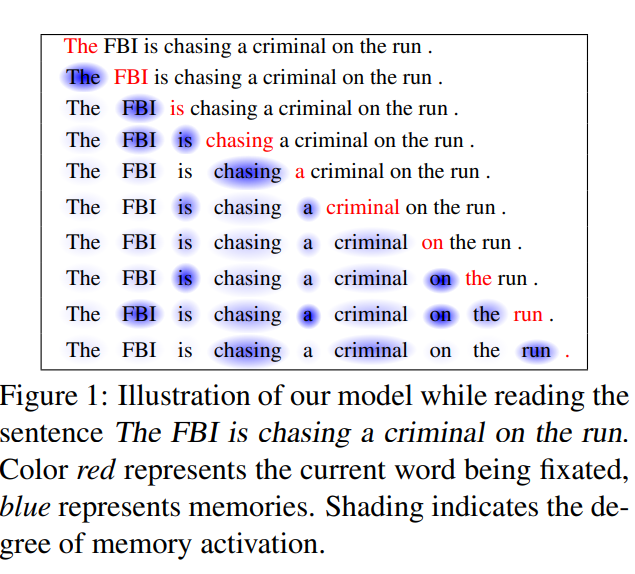 The FBI is chasing a criminal on the run .
The FBI is chasing a criminal on the run .
The FBI is chasing a criminal on the run .
The FBI is chasing a criminal on the run .
The FBI is chasing a criminal on the run .
The FBI is chasing a criminal on the run .
The FBI is chasing a criminal on the run .
The FBI is chasing a criminal on the run .
The FBI is chasing a criminal on the run .
The FBI is chasing a criminal on the run .
Figure 1: Illustration of our model while reading the
sentence The FBI is chasing a criminal on the run.
Color red represents the current word being fixated,
blue represents memories. Shading indicates the de-
gree of memory activation.